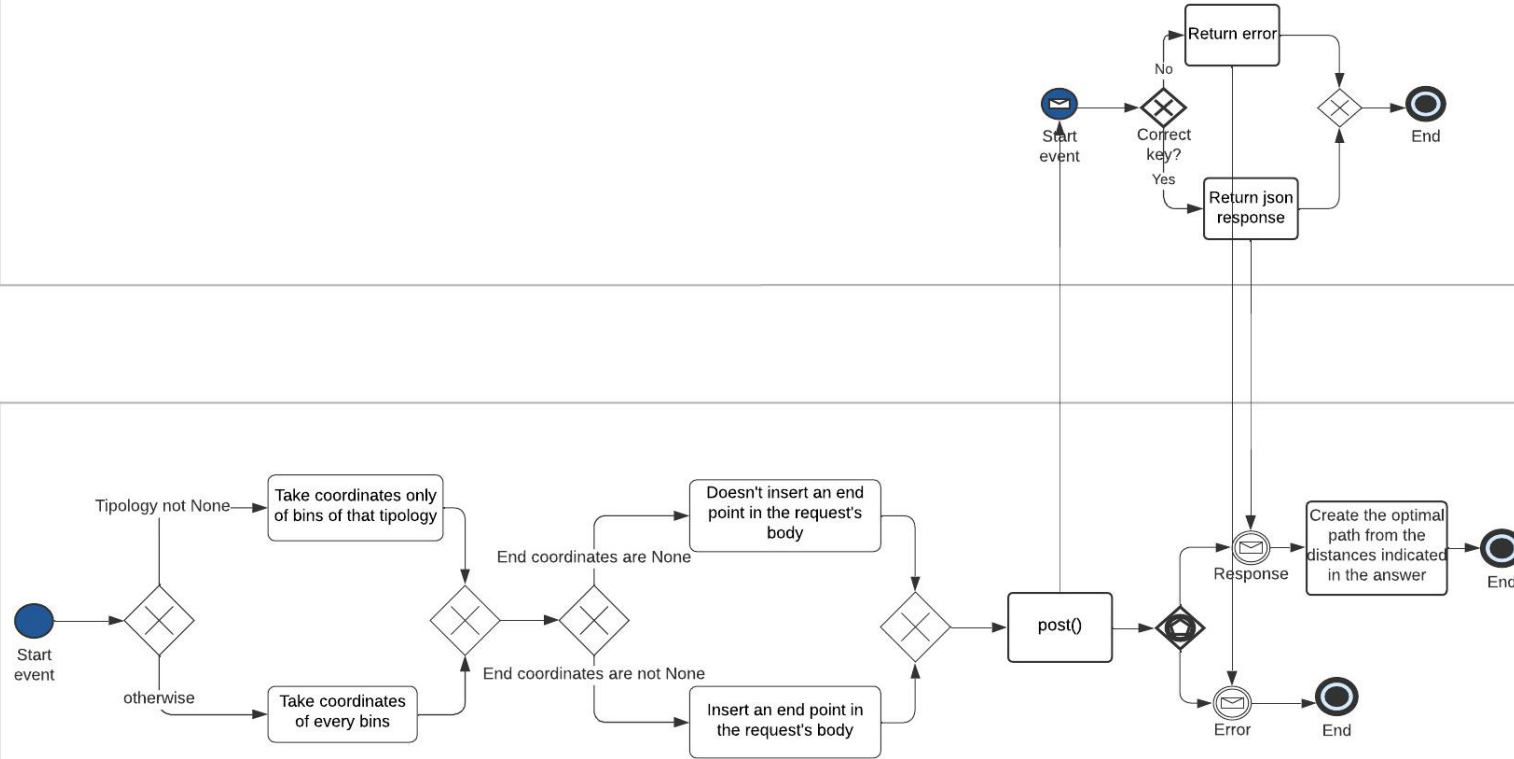 Return error
No
Start
event
Correct
key?
End
Yes
Return json
response
Tipology not None
Take coordinates only
of bins of that tipology
Doesn't insert an end
point in the request's
body
End coordinates are None
Create the optimal
path from the
distances indicated
in the answer
Response
End
Start
event
post()
End coordinates are not None
otherwise
Take coordinates
of every bins
Insert an end point in
the request's body
Error
End